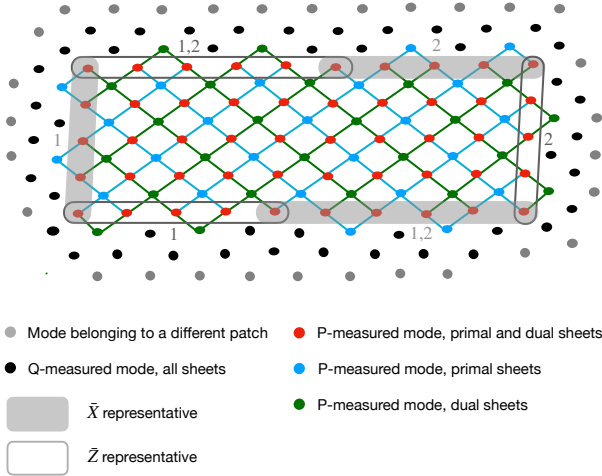 1,2
2
1
2
1
1,2
Mode belonging to a different patch
P-measured mode, primal and dual sheets
Q-measured mode, all sheets
P-measured mode, primal sheets
X̄ representative
P-measured mode, dual sheets
Z̄ representative